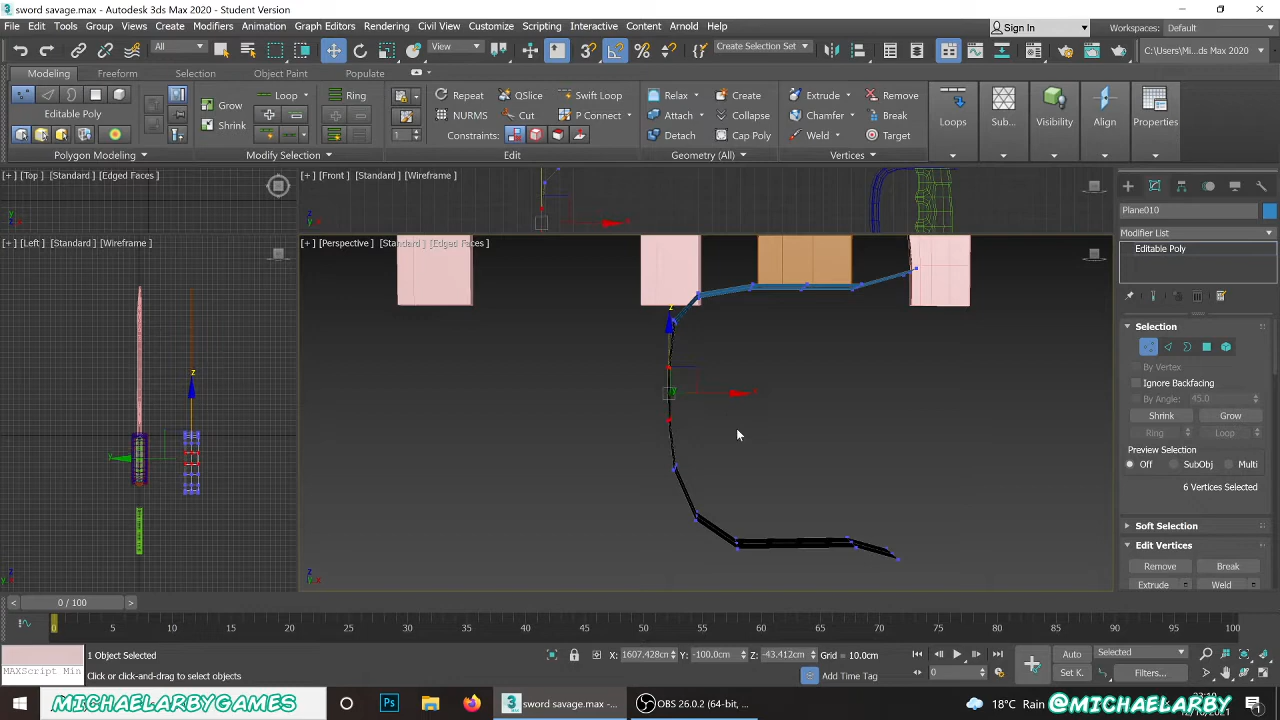 sword savage.max - Autodesk 3ds Max 2020 - Student Version
File Edit Tools Group Views Create Modifiers Animation Graph Editors Rendering Civil View Customize Scripting Interactive Content Arnold Help
Sign In Workspaces: Default
All View Create Selection Set C:\Users\Mi...ds Max 2020
Modeling Freeform Selection Object Paint Populate
Loop Ring Repeat QSlice Swift Loop Relax Create Extrude Remove
Editable Poly Grow NURMS Cut P Connect Attach Collapse Chamfer Break Loops Sub... Visibility Align Properties
Shrink 1 Constraints: Detach Cap Poly Weld Target
Polygon Modeling Modify Selection Edit Geometry (All) Vertices
[+] [Top] [Standard] [Edged Faces] [+] [Front] [Standard] [Wireframe]
[+] [Left] [Standard] [Wireframe] [+] [Perspective] [Standard] [Edged Faces]
Plane010
Modifier List
Editable Poly
Selection
By Vertex
Ignore Backfacing
By Angle: 45.0
Shrink Grow
Ring Loop
Preview Selection
Off SubObj Multi
6 Vertices Selected
Soft Selection
Edit Vertices
Remove Break
Extrude Weld
0 / 100
0 5 10 15 20 25 30 35 40 45 50 55 60 65 70 75 80 85 90 95 100
1 Object Selected X: 1607.428cm Y: -100.0cm Z: -43.412cm Grid = 10.0cm Auto Selected
MAXScript Min Click or click-and-drag to select objects Add Time Tag 0 Set K. Filters...
MICHAELARBYGAMES sword savage.max -... OBS 26.0.2 (64-bit, ... 18°C Rain @MICHAELARBY